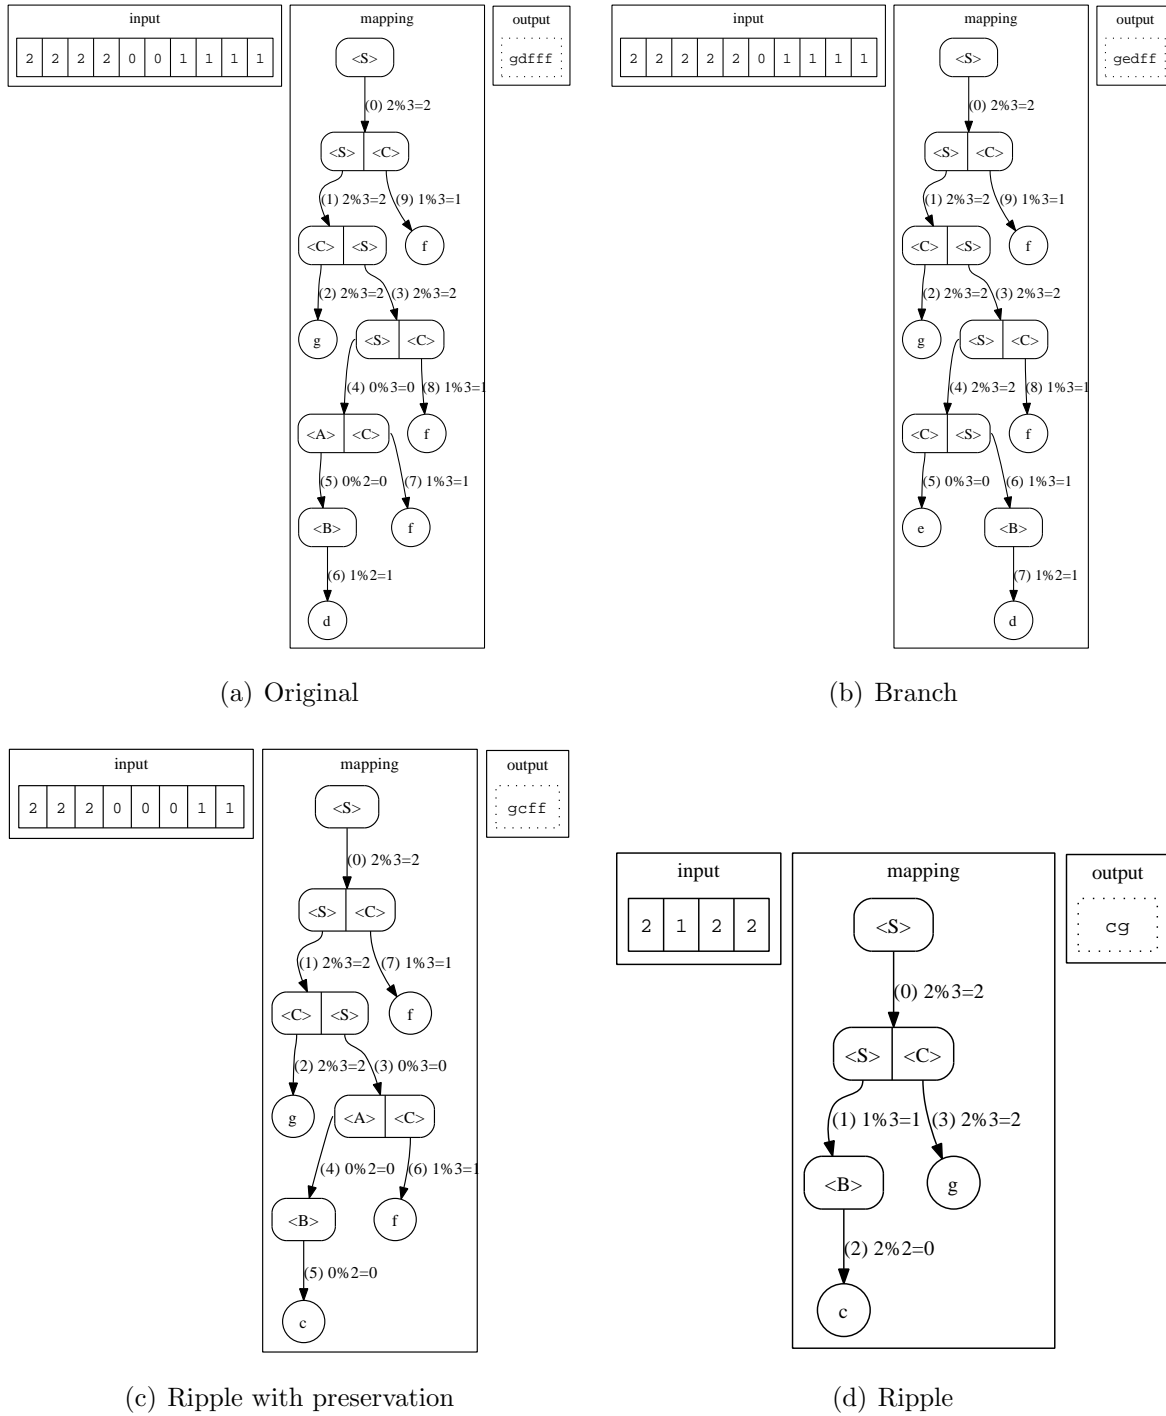 input
2 2 2 2 0 0 1 1 1 1
mapping
<S>
(0) 2%3=2
<S> <C>
(1) 2%3=2 (9) 1%3=1
<C> <S> f
(2) 2%3=2 (3) 2%3=2
g <S> <C>
(4) 0%3=0 (8) 1%3=1
<A> <C> f
(5) 0%2=0 (7) 1%3=1
<B> f
(6) 1%2=1
d
output
gdfff
(a) Original
input
2 2 2 2 2 0 1 1 1 1
mapping
<S>
(0) 2%3=2
<S> <C>
(1) 2%3=2 (9) 1%3=1
<C> <S> f
(2) 2%3=2 (3) 2%3=2
g <S> <C>
(4) 2%3=2 (8) 1%3=1
<C> <S> f
(5) 0%3=0 (6) 1%3=1
e <B>
(7) 1%2=1
d
output
gedff
(b) Branch
input
2 2 2 0 0 0 1 1
mapping
<S>
(0) 2%3=2
<S> <C>
(1) 2%3=2 (7) 1%3=1
<C> <S> f
(2) 2%3=2 (3) 0%3=0
g <A> <C>
(4) 0%2=0 (6) 1%3=1
<B> f
(5) 0%2=0
c
output
gcff
(c) Ripple with preservation
input
2 1 2 2
mapping
<S>
(0) 2%3=2
<S> <C>
(1) 1%3=1 (3) 2%3=2
<B> g
(2) 2%2=0
c
output
cg
(d) Ripple